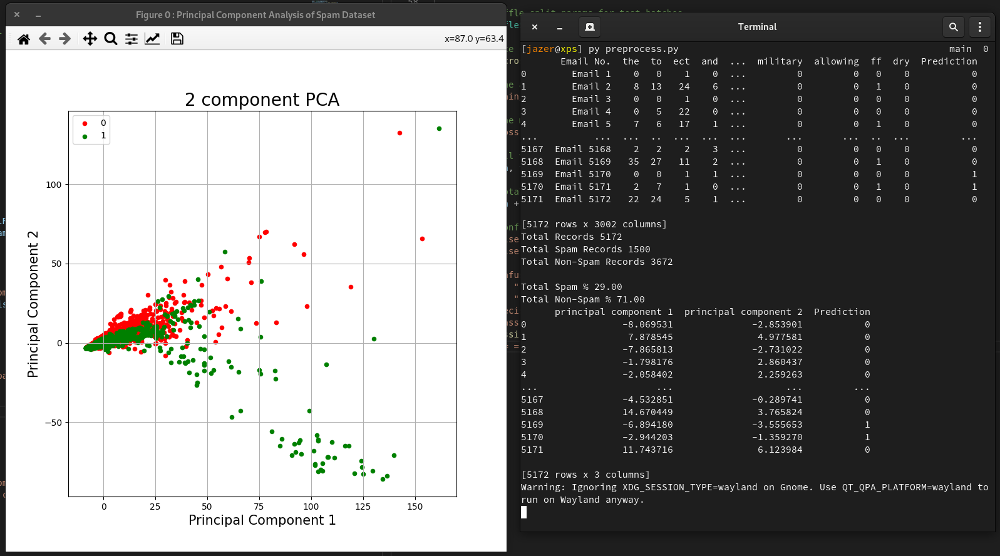 Figure 0 : Principal Component Analysis of Spam Dataset
x=87.0 y=63.4
2 component PCA
0
1
100
50
0
−50
Principal Component 2
0 25 50 75 100 125 150
Principal Component 1
Terminal
[jazer@xps] py preprocess.py main 0
Email No. the to ect and ... military allowing ff dry Prediction
0 Email 1 0 0 1 0 ... 0 0 0 0 0
1 Email 2 8 13 24 6 ... 0 0 1 0 0
2 Email 3 0 0 1 0 ... 0 0 0 0 0
3 Email 4 0 5 22 0 ... 0 0 0 0 0
4 Email 5 7 6 17 1 ... 0 0 1 0 0
... ... ... .. ... ... ... ... ... .. ... ...
5167 Email 5168 2 2 2 3 ... 0 0 0 0 0
5168 Email 5169 35 27 11 2 ... 0 0 1 0 0
5169 Email 5170 0 0 1 1 ... 0 0 0 0 1
5170 Email 5171 2 7 1 0 ... 0 0 1 0 1
5171 Email 5172 22 24 5 1 ... 0 0 0 0 0
[5172 rows x 3002 columns]
Total Records 5172
Total Spam Records 1500
Total Non-Spam Records 3672
Total Spam % 29.00
Total Non-Spam % 71.00
principal component 1 principal component 2 Prediction
0 -8.069531 -2.853901 0
1 7.878545 4.977581 0
2 -7.865813 -2.731022 0
3 -1.798176 2.860437 0
4 -2.058402 2.259263 0
... ... ... ...
5167 -4.532851 -0.289741 0
5168 14.670449 3.765824 0
5169 -6.894180 -3.555653 1
5170 -2.944203 -1.359270 1
5171 11.743716 6.123984 0
[5172 rows x 3 columns]
Warning: Ignoring XDG_SESSION_TYPE=wayland on Gnome. Use QT_QPA_PLATFORM=wayland to
run on Wayland anyway.